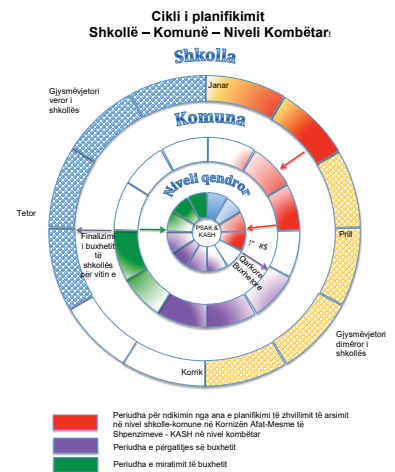 Cikli i planifikimit
Shkollë – Komunë – Niveli Kombëtar
Shkolla
Gjysmëvjetori
veror i
shkollës
Janar
Komuna
Niveli qendror
Tetor
PSAK &
KASH
Finalizimi
i buxhetit
të
shkollës
për vitin e
!" #$
Qarkore
Buxhetore
Prill
Gjysmëvjetori
dimëror i
shkollës
Korrik
Periudha për ndikimin nga ana e planifikimi të zhvillimit të arsimit
në nivel shkolle-komune në Kornizën Afat-Mesme të
Shpenzimeve - KASH në nivel kombëtar
Periudha e përgatitjes së buxhetit
Periudha e miratimit të buxhetit